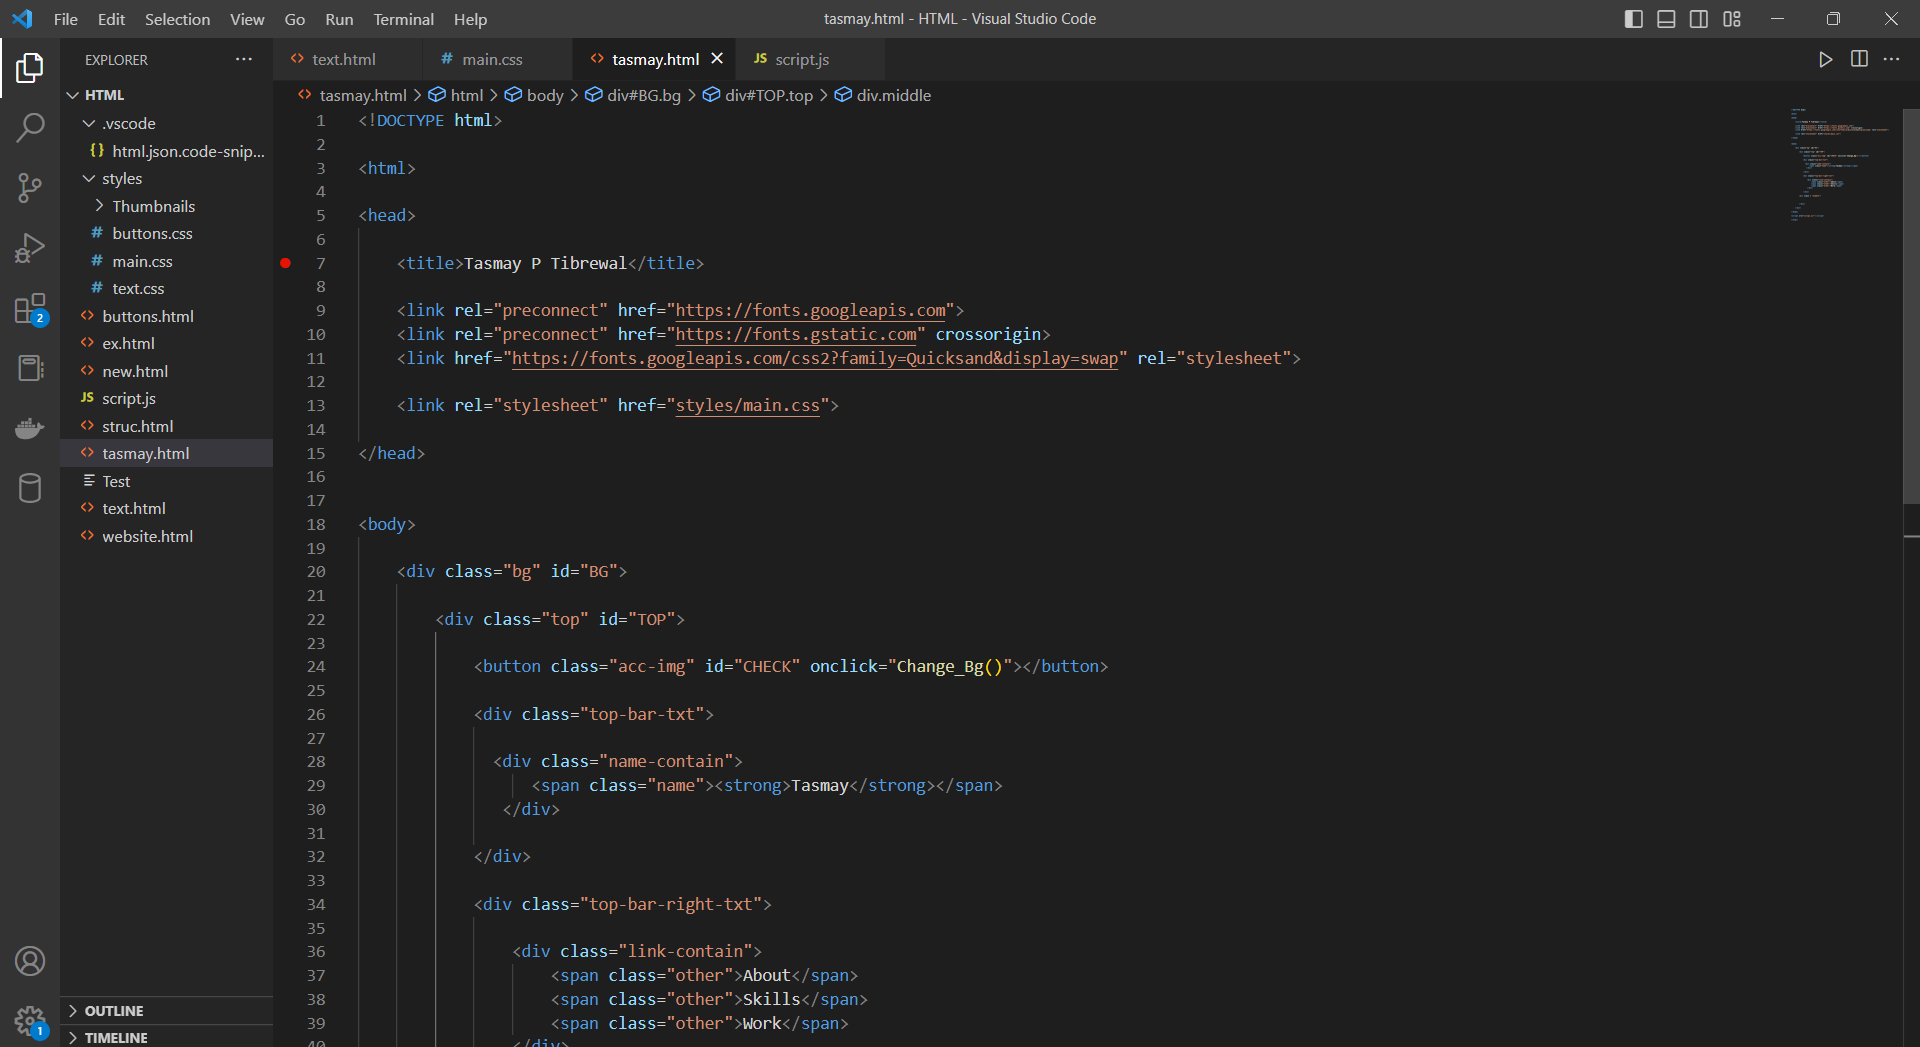 File Edit Selection View Go Run Terminal Help
tasmay.html - HTML - Visual Studio Code
EXPLORER
HTML
.vscode
{} html.json.code-snip...
styles
Thumbnails
# buttons.css
# main.css
# text.css
<> buttons.html
<> ex.html
<> new.html
JS script.js
<> struc.html
<> tasmay.html
Test
<> text.html
<> website.html
OUTLINE
TIMELINE
2
1
<> text.html # main.css <> tasmay.html JS script.js
<> tasmay.html > html > body > div#BG.bg > div#TOP.top > div.middle
1 <!DOCTYPE html>
2
3 <html>
4
5 <head>
6
7 <title>Tasmay P Tibrewal</title>
8
9 <link rel="preconnect" href="https://fonts.googleapis.com">
10 <link rel="preconnect" href="https://fonts.gstatic.com" crossorigin>
11 <link href="https://fonts.googleapis.com/css2?family=Quicksand&display=swap" rel="stylesheet">
12
13 <link rel="stylesheet" href="styles/main.css">
14
15 </head>
16
17
18 <body>
19
20 <div class="bg" id="BG">
21
22 <div class="top" id="TOP">
23
24 <button class="acc-img" id="CHECK" onclick="Change_Bg()"></button>
25
26 <div class="top-bar-txt">
27
28 <div class="name-contain">
29 <span class="name"><strong>Tasmay</strong></span>
30 </div>
31
32 </div>
33
34 <div class="top-bar-right-txt">
35
36 <div class="link-contain">
37 <span class="other">About</span>
38 <span class="other">Skills</span>
39 <span class="other">Work</span>
40 </div>